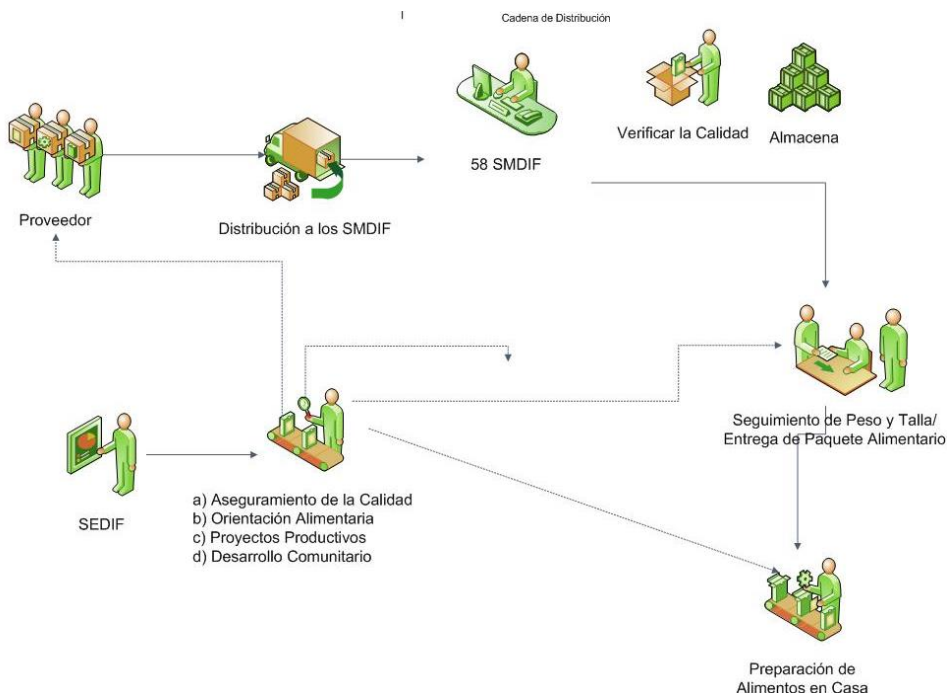 I
Cadena de Distribución
Verificar la Calidad
Almacena
58 SMDIF
Proveedor
Distribución a los SMDIF
Seguimiento de Peso y Talla/
Entrega de Paquete Alimentario
SEDIF
a) Aseguramiento de la Calidad
b) Orientación Alimentaria
c) Proyectos Productivos
d) Desarrollo Comunitario
Preparación de
Alimentos en Casa